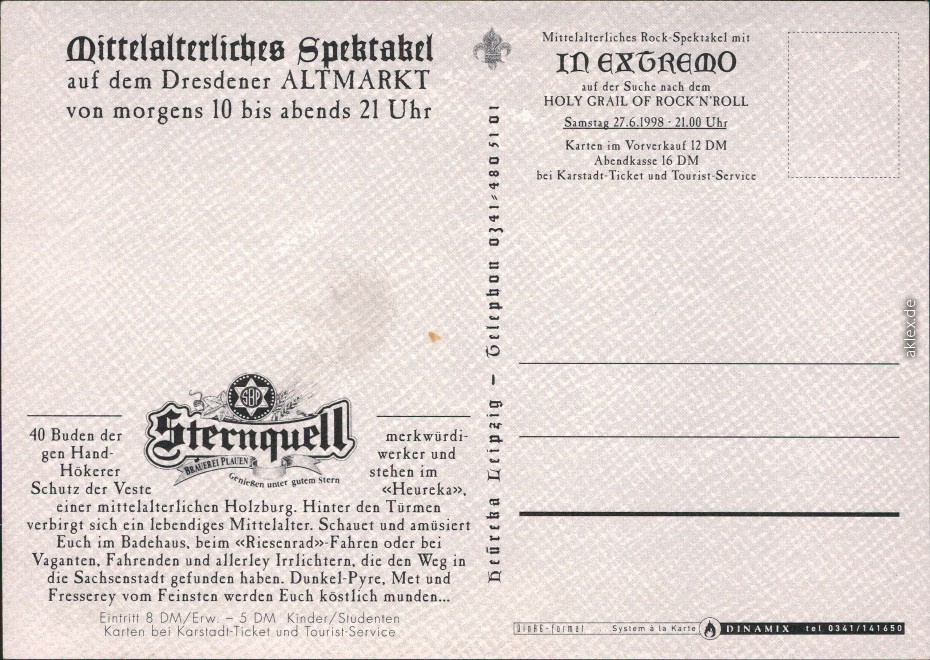 Mittelalterliches Spektakel
auf dem Dresdener ALTMARKT
von morgens 10 bis abends 21 Uhr
SBP
Sternquell
BRAUEREI PLAUEN
Genießen unter gutem Stern
40 Buden der merkwürdi-
gen Hand- werker und
Hökerer stehen im
Schutz der Veste «Heureka»,
einer mittelalterlichen Holzburg. Hinter den Türmen
verbirgt sich ein lebendiges Mittelalter. Schauet und amüsiert
Euch im Badehaus, beim «Riesenrad»-Fahren oder bei
Vaganten, Fahrenden und allerley Irrlichtern, die den Weg in
die Sachsenstadt gefunden haben. Dunkel-Pyre, Met und
Fresserey vom Feinsten werden Euch köstlich munden...
Eintritt 8 DM/Erw. – 5 DM Kinder/Studenten
Karten bei Karstadt-Ticket und Tourist-Service
Heureka Leipzig – Telephon 0341/480 51 01
Mittelalterliches Rock-Spektakel mit
IN EXTREMO
auf der Suche nach dem
HOLY GRAIL OF ROCK'N'ROLL
Samstag 27.6.1998 · 21.00 Uhr
Karten im Vorverkauf 12 DM
Abendkasse 16 DM
bei Karstadt-Ticket und Tourist-Service
DinA6-Format System à la Karte DINAMIX tel 0341/141650
aklex.de